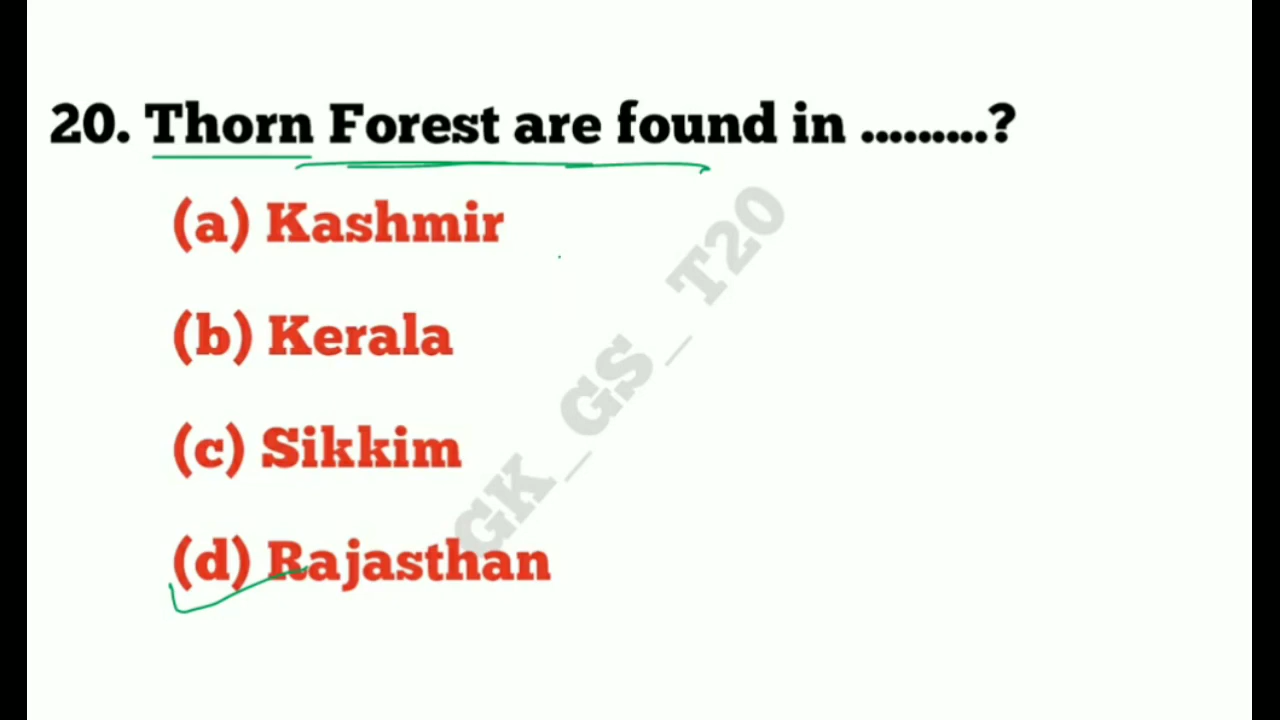 20. Thorn Forest are found in .........?
(a) Kashmir
(b) Kerala
(c) Sikkim
(d) Rajasthan
GK_GS_T20